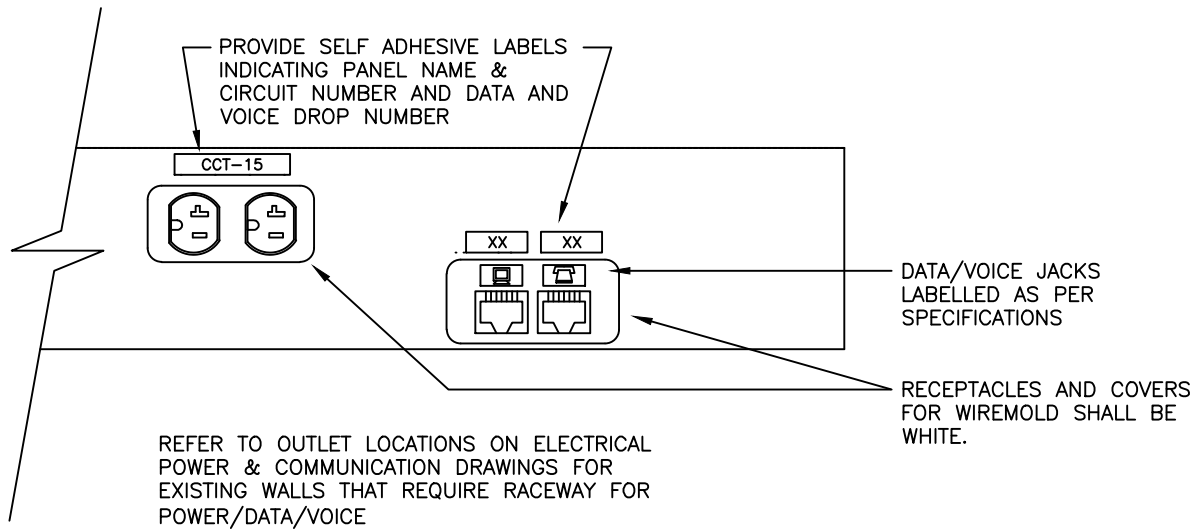 PROVIDE SELF ADHESIVE LABELS
INDICATING PANEL NAME &
CIRCUIT NUMBER AND DATA AND
VOICE DROP NUMBER
CCT-15
XX XX
DATA/VOICE JACKS
LABELLED AS PER
SPECIFICATIONS
RECEPTACLES AND COVERS
FOR WIREMOLD SHALL BE
WHITE.
REFER TO OUTLET LOCATIONS ON ELECTRICAL
POWER & COMMUNICATION DRAWINGS FOR
EXISTING WALLS THAT REQUIRE RACEWAY FOR
POWER/DATA/VOICE